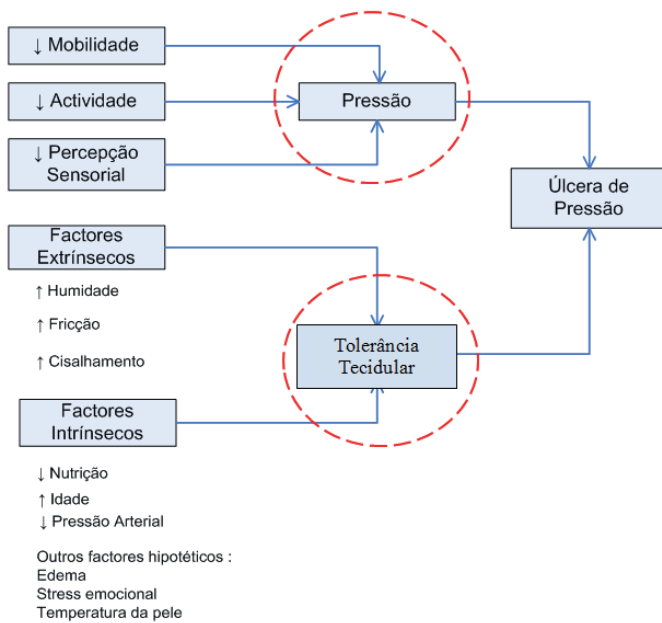 ↓ Mobilidade
↓ Actividade
↓ Percepção
Sensorial
Pressão
Úlcera de
Pressão
Factores
Extrínsecos
↑ Humidade
↑ Fricção
↑ Cisalhamento
Tolerância
Tecidular
Factores
Intrínsecos
↓ Nutrição
↑ Idade
↓ Pressão Arterial
Outros factores hipotéticos :
Edema
Stress emocional
Temperatura da pele